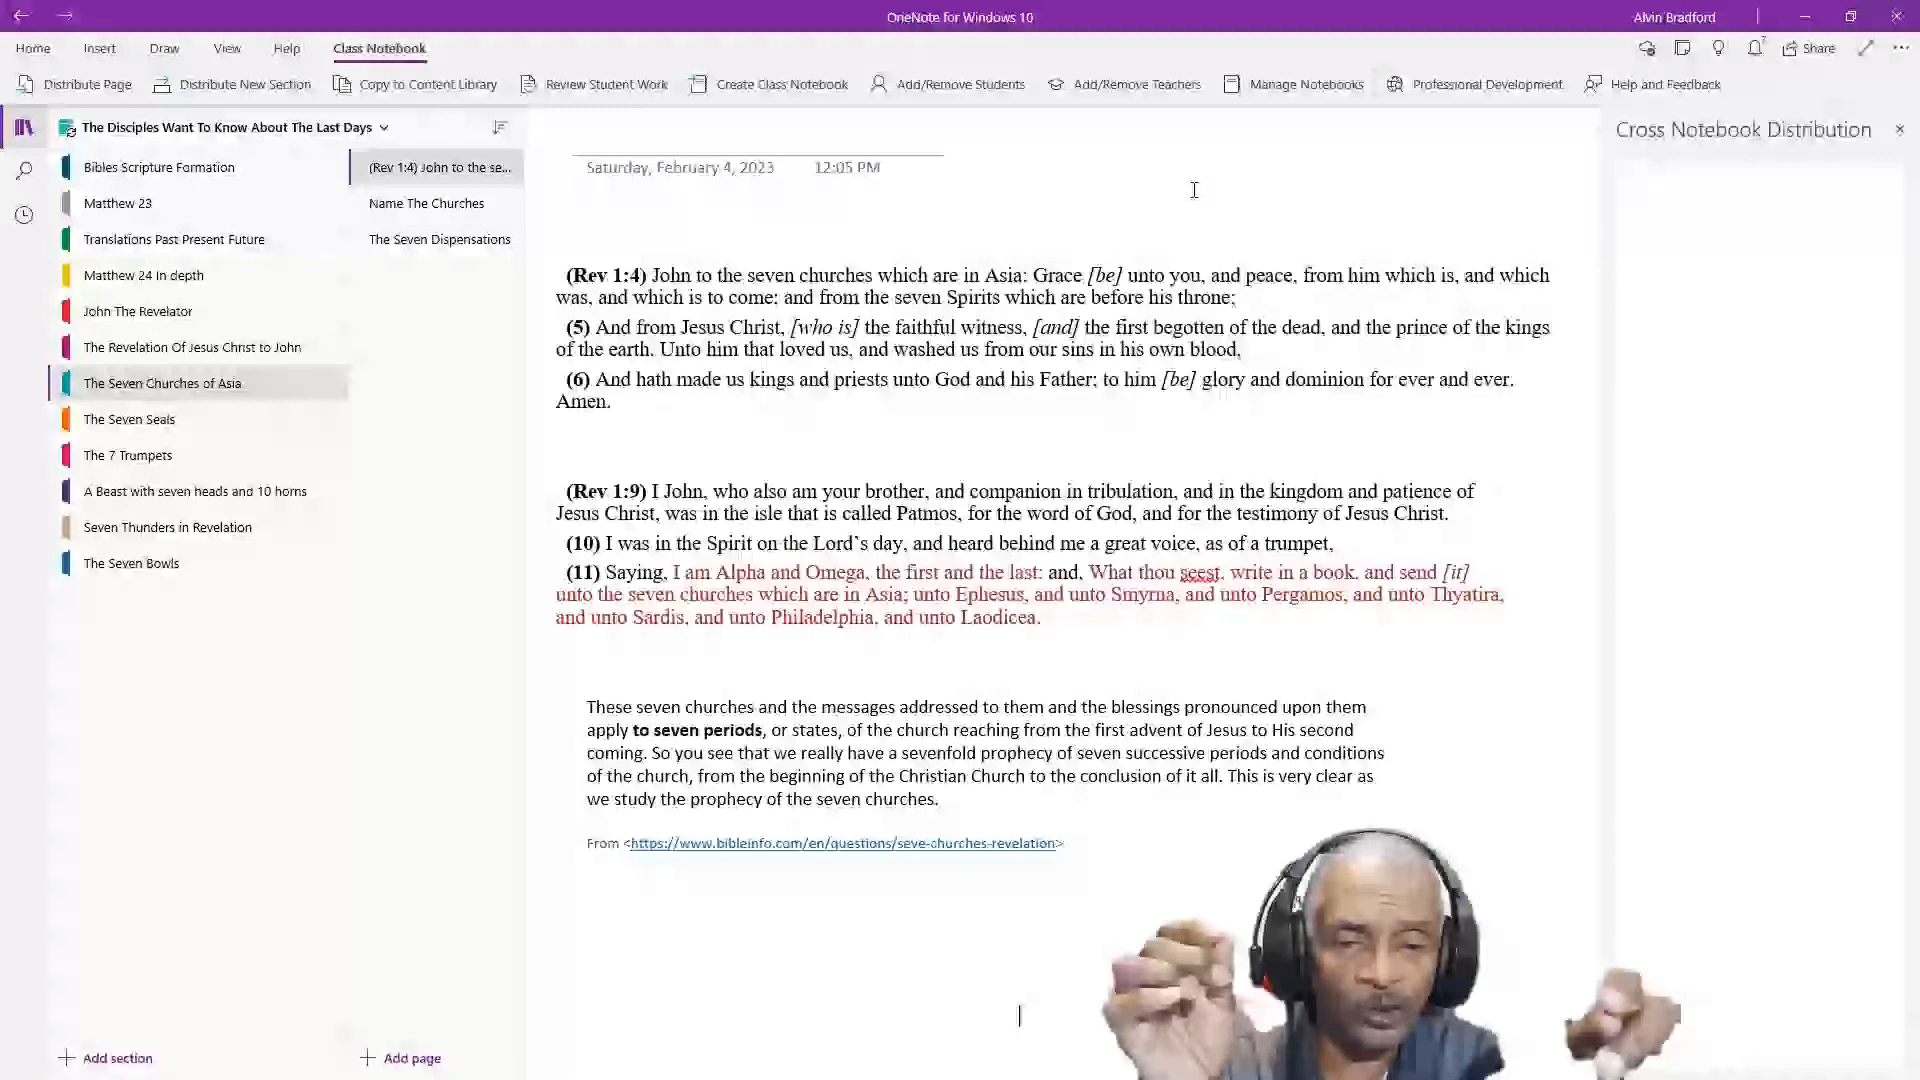 OneNote for Windows 10
Alvin Bradford
Home Insert Draw View Help Class Notebook
Share
Distribute Page Distribute New Section Copy to Content Library Review Student Work Create Class Notebook Add/Remove Students Add/Remove Teachers Manage Notebooks Professional Development Help and Feedback
The Disciples Want To Know About The Last Days
Bibles Scripture Formation
Matthew 23
Translations Past Present Future
Matthew 24 In depth
John The Revelator
The Revelation Of Jesus Christ to John
The Seven Churches of Asia
The Seven Seals
The 7 Trumpets
A Beast with seven heads and 10 horns
Seven Thunders in Revelation
The Seven Bowls
Add section
(Rev 1:4) John to the se...
Name The Churches
The Seven Dispensations
Add page
Saturday, February 4, 2023 12:05 PM
(Rev 1:4) John to the seven churches which are in Asia: Grace [be] unto you, and peace, from him which is, and which
was, and which is to come; and from the seven Spirits which are before his throne;
(5) And from Jesus Christ, [who is] the faithful witness, [and] the first begotten of the dead, and the prince of the kings
of the earth. Unto him that loved us, and washed us from our sins in his own blood,
(6) And hath made us kings and priests unto God and his Father; to him [be] glory and dominion for ever and ever.
Amen.
(Rev 1:9) I John, who also am your brother, and companion in tribulation, and in the kingdom and patience of
Jesus Christ, was in the isle that is called Patmos, for the word of God, and for the testimony of Jesus Christ.
(10) I was in the Spirit on the Lord's day, and heard behind me a great voice, as of a trumpet,
(11) Saying, I am Alpha and Omega, the first and the last: and, What thou seest, write in a book, and send [it]
unto the seven churches which are in Asia; unto Ephesus, and unto Smyrna, and unto Pergamos, and unto Thyatira,
and unto Sardis, and unto Philadelphia, and unto Laodicea.
These seven churches and the messages addressed to them and the blessings pronounced upon them
apply to seven periods, or states, of the church reaching from the first advent of Jesus to His second
coming. So you see that we really have a sevenfold prophecy of seven successive periods and conditions
of the church, from the beginning of the Christian Church to the conclusion of it all. This is very clear as
we study the prophecy of the seven churches.
From <https://www.bibleinfo.com/en/questions/seve-churches-revelation>
Cross Notebook Distribution